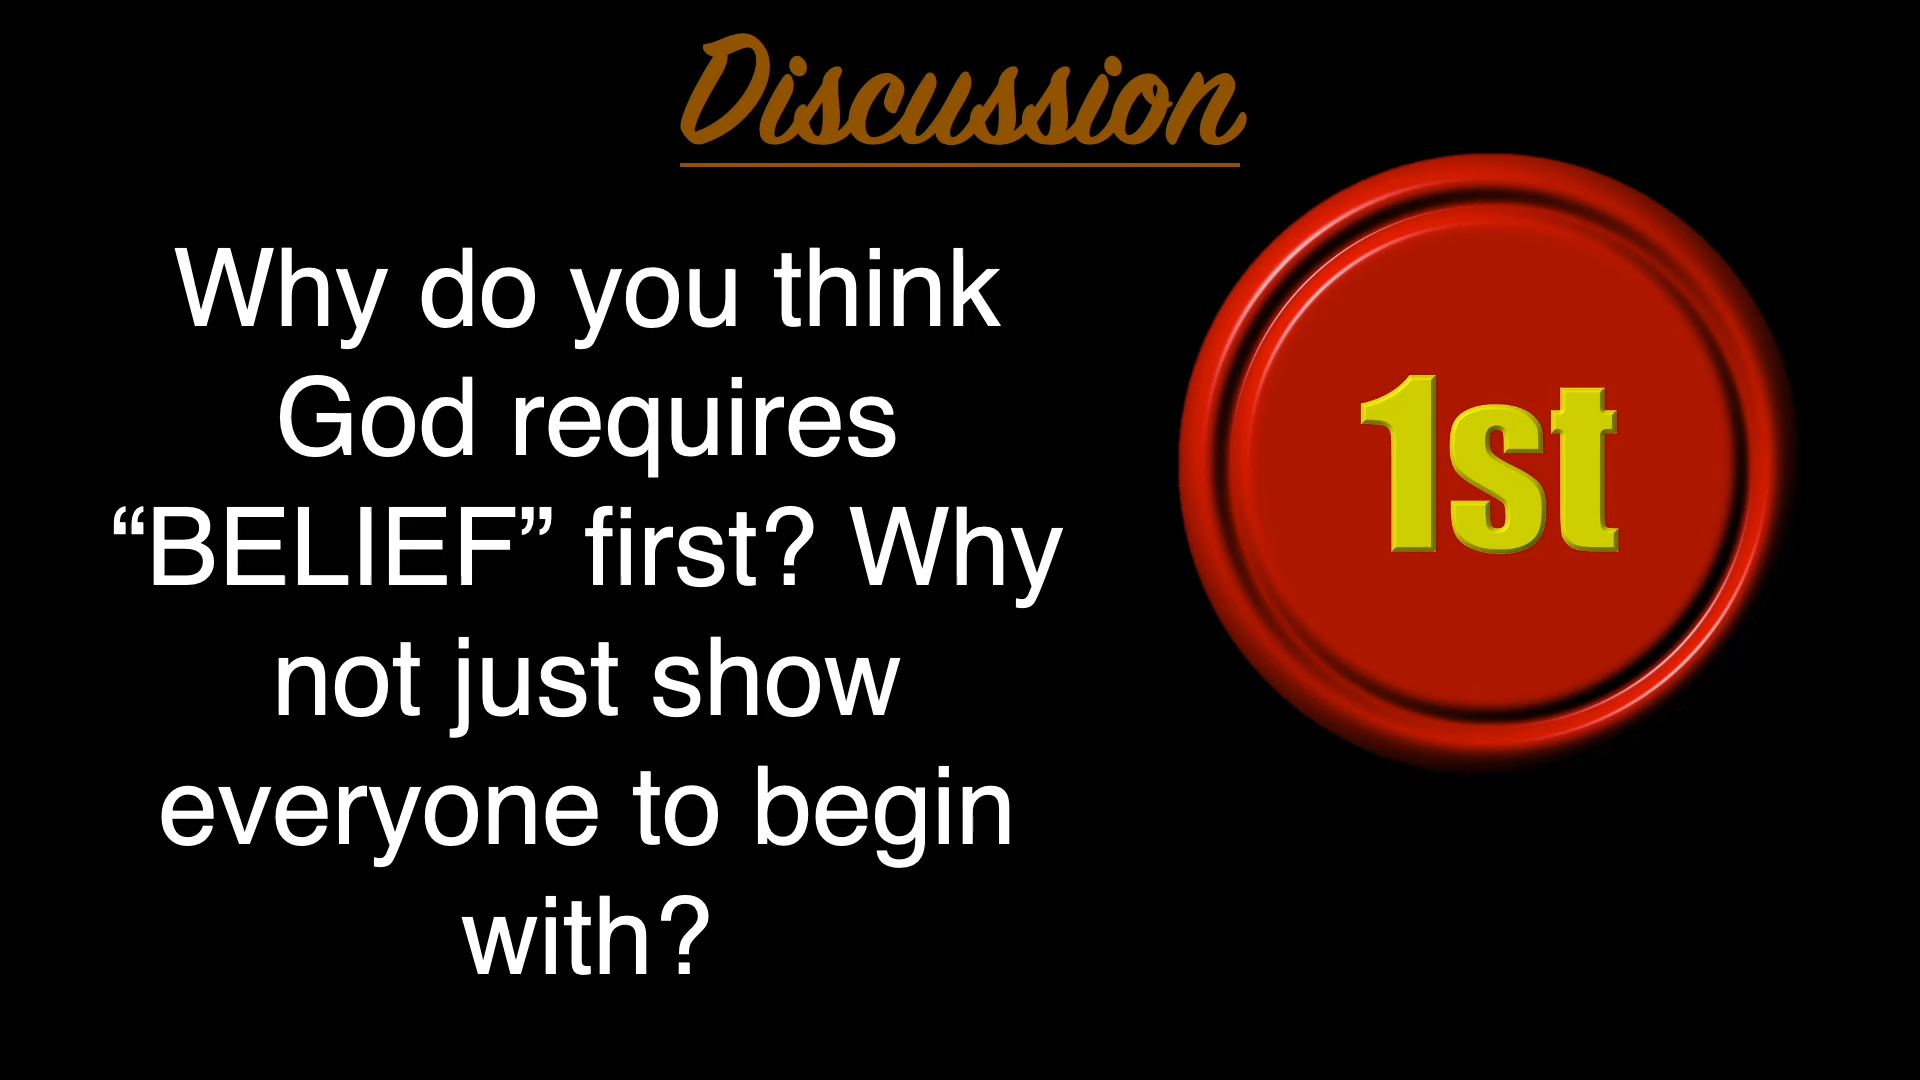 Discussion
Why do you think
God requires
“BELIEF” first? Why
not just show
everyone to begin
with?
1st